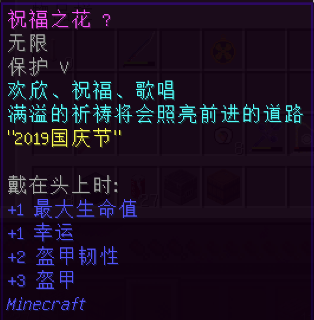 祝福之花 ?
无限
保护 V
欢欣、祝福、歌唱
满溢的祈祷将会照亮前进的道路
"2019国庆节"
戴在头上时:
+1 最大生命值
+1 幸运
+2 盔甲韧性
+3 盔甲
Minecraft